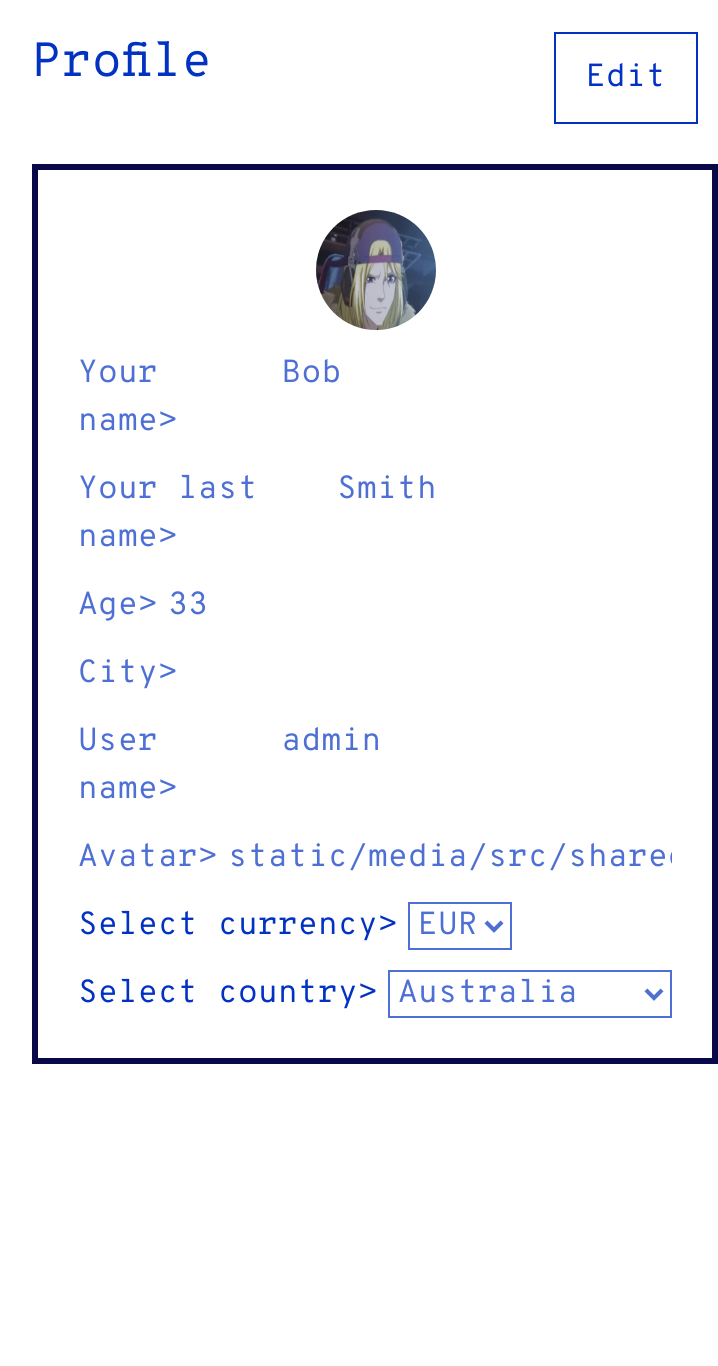 Profile
Edit
Your name> Bob
Your last name> Smith
Age> 33
City>
User name> admin
Avatar> static/media/src/share
Select currency> EUR
Select country> Australia